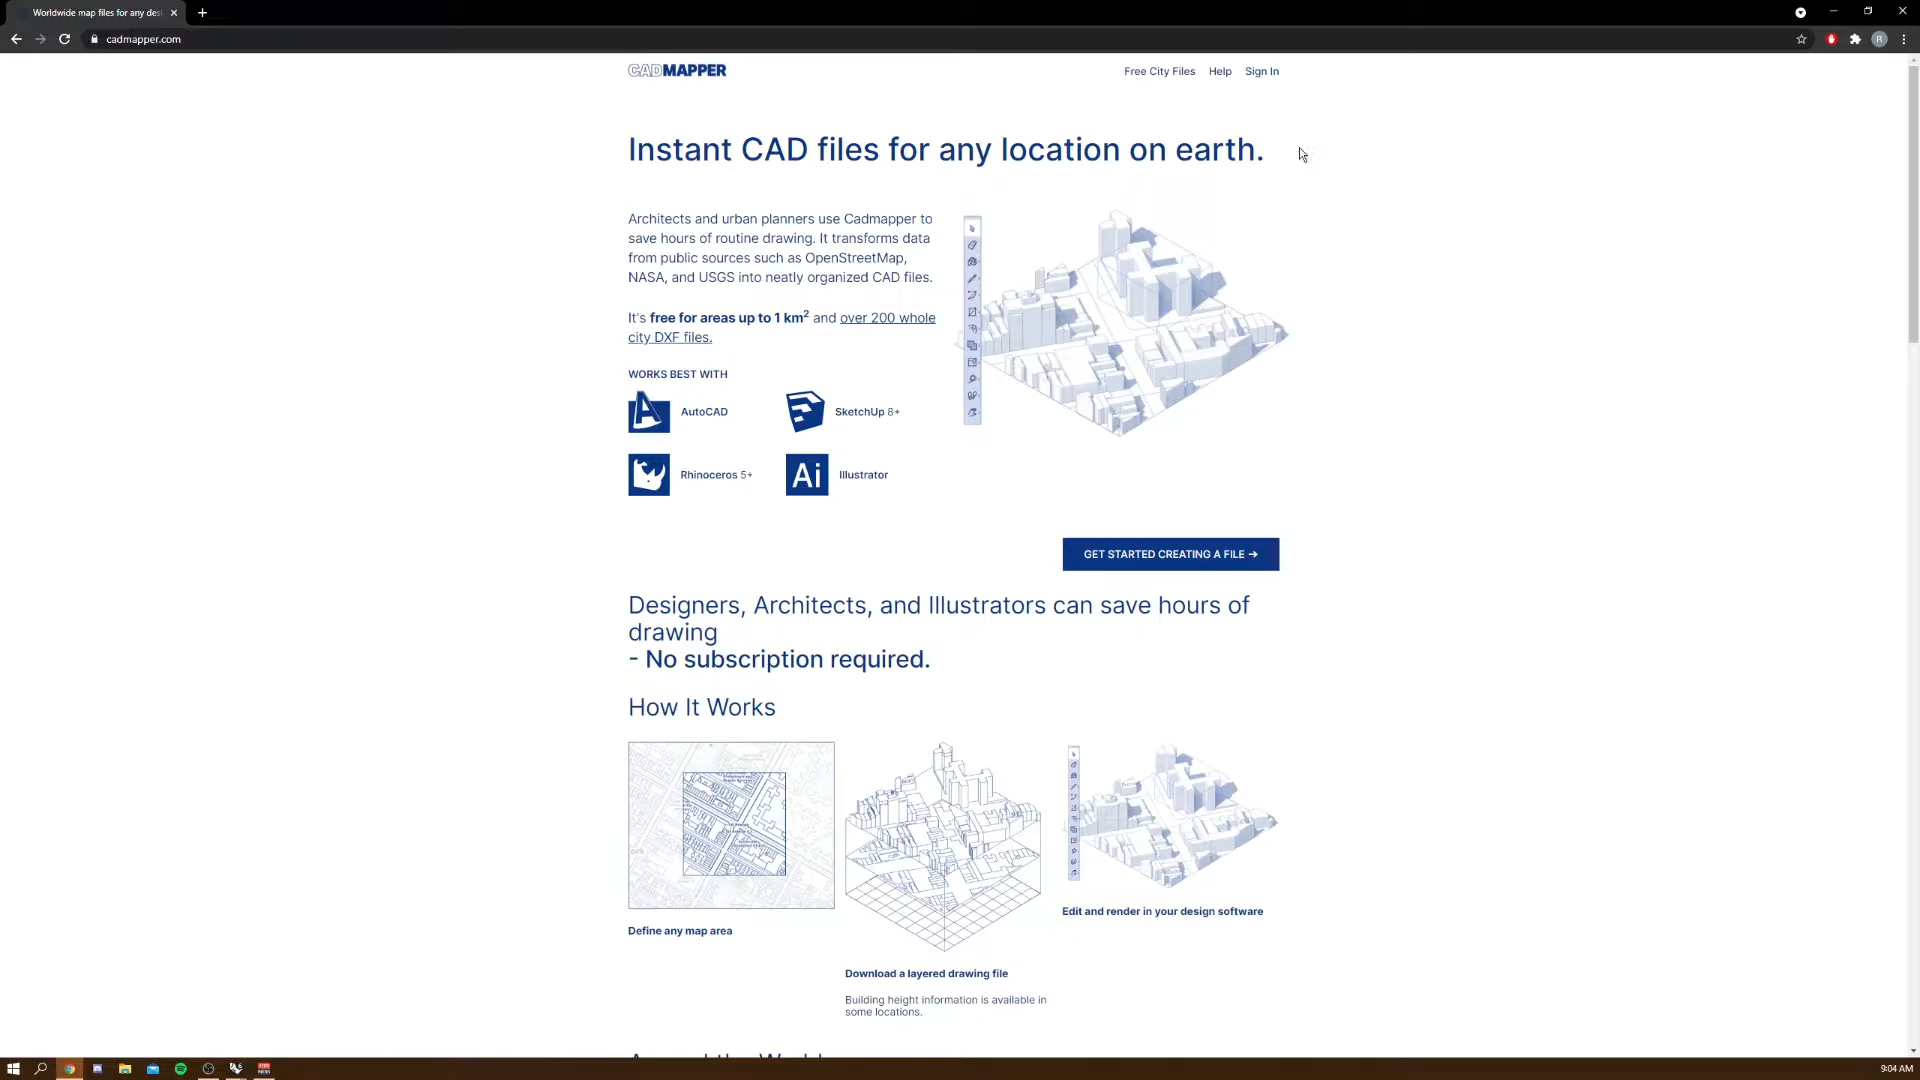 Worldwide map files for any desi
cadmapper.com
R
CADMAPPER
Free City Files Help Sign In
Instant CAD files for any location on earth.
Architects and urban planners use Cadmapper to
save hours of routine drawing. It transforms data
from public sources such as OpenStreetMap,
NASA, and USGS into neatly organized CAD files.
It's free for areas up to 1 km² and over 200 whole
city DXF files.
WORKS BEST WITH
AutoCAD
SketchUp 8+
Rhinoceros 5+
Ai
Illustrator
GET STARTED CREATING A FILE →
Designers, Architects, and Illustrators can save hours of
drawing
- No subscription required.
How It Works
Define any map area
Download a layered drawing file
Building height information is available in
some locations.
Edit and render in your design software
9:04 AM